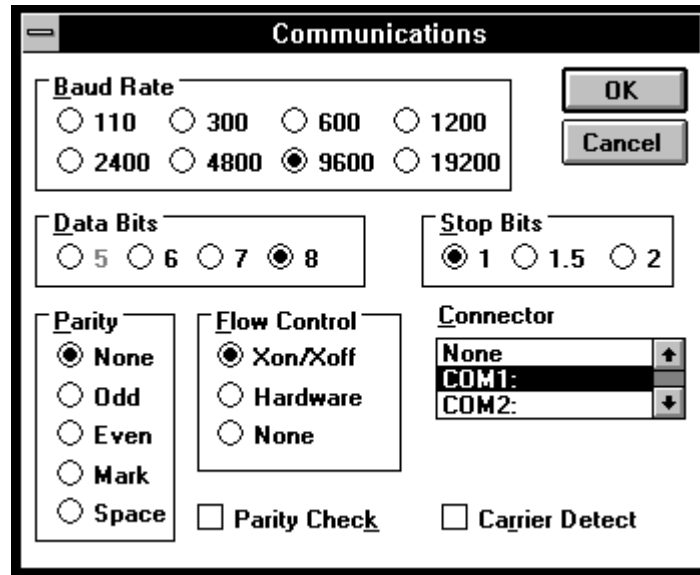 Communications
Baud Rate
110 300 600 1200
2400 4800 9600 19200
OK
Cancel
Data Bits
5 6 7 8
Stop Bits
1 1.5 2
Parity
None
Odd
Even
Mark
Space
Flow Control
Xon/Xoff
Hardware
None
Connector
None
COM1:
COM2:
Parity Check
Carrier Detect